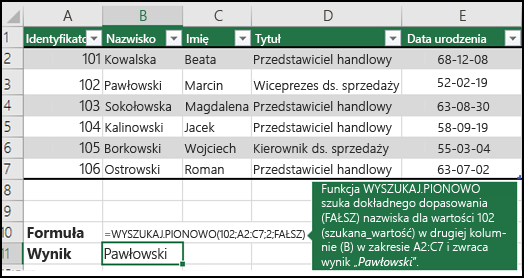 A B C D E
1 Identyfikato Nazwisko Imię Tytuł Data urodzenia
2 101 Kowalska Beata Przedstawiciel handlowy 68-12-08
3 102 Pawłowski Marcin Wiceprezes ds. sprzedaży 52-02-19
4 103 Sokołowska Magdalena Przedstawiciel handlowy 63-08-30
5 104 Kalinowski Jacek Przedstawiciel handlowy 58-09-19
6 105 Borkowski Wojciech Kierownik ds. sprzedaży 55-03-04
7 106 Ostrowski Roman Przedstawiciel handlowy 63-07-02
8
9
10 Formuła =WYSZUKAJ.PIONOWO(102;A2:C7;2;FAŁSZ)
11 Wynik Pawłowski
Funkcja WYSZUKAJ.PIONOWO
szuka dokładnego dopasowania
(FAŁSZ) nazwiska dla wartości 102
(szukana_wartość) w drugiej kolum-
nie (B) w zakresie A2:C7 i zwraca
wynik „Pawłowski".